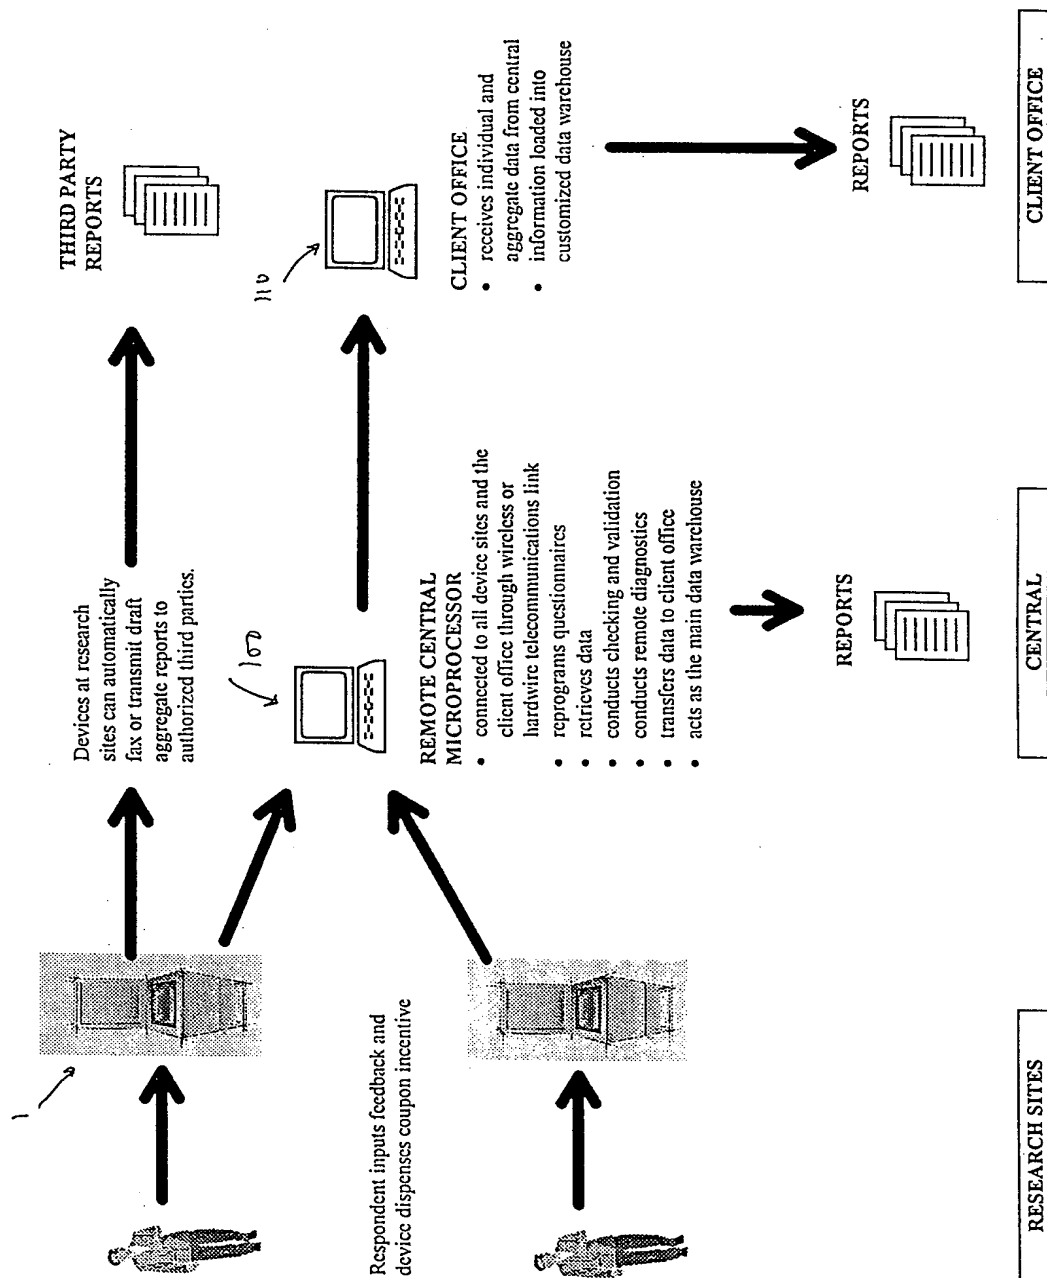 1
Respondent inputs feedback and
device dispenses coupon incentive
Devices at research
sites can automatically
fax or transmit draft
aggregate reports to
authorized third parties.
100
REMOTE CENTRAL
MICROPROCESSOR
• connected to all device sites and the
client office through wireless or
hardwire telecommunications link
• reprograms questionnaires
• retrieves data
• conducts checking and validation
• conducts remote diagnostics
transfers data to client office
• acts as the main data warehouse
REPORTS
THIRD PARTY
REPORTS
110
CLIENT OFFICE
• receives individual and
aggregate data from central
• information loaded into
customized data warehouse
REPORTS
RESEARCH SITES
CENTRAL
CLIENT OFFICE